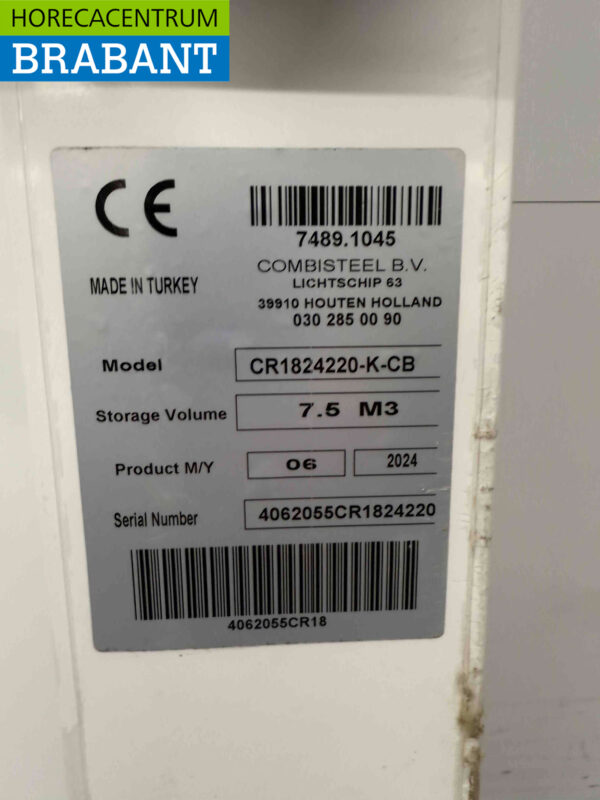 HORECACENTRUM
BRABANT
CE
7489.1045
COMBISTEEL B.V.
LICHTSCHIP 63
39910 HOUTEN HOLLAND
030 285 00 90
MADE IN TURKEY
Model CR1824220-K-CB
Storage Volume 7.5 M3
Product M/Y 06 2024
Serial Number 4062055CR1824220
4062055CR18